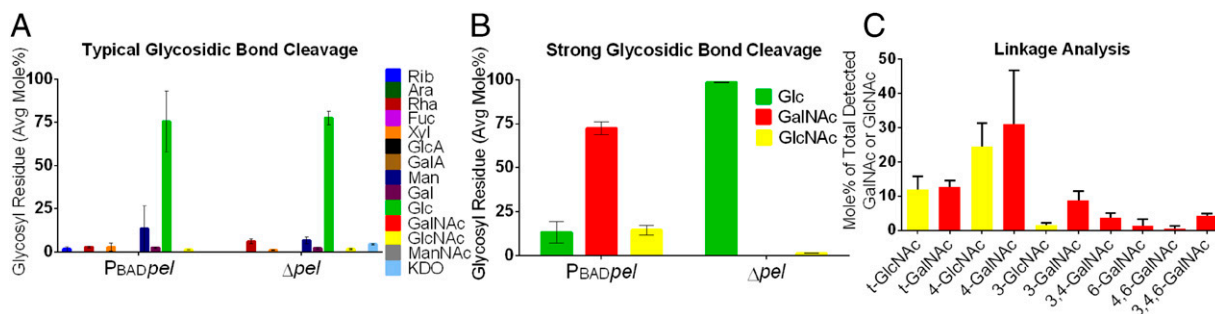 A
Typical Glycosidic Bond Cleavage
Glycosyl Residue (Avg Mole%)
100
75
50
25
0
PBADpel
Δpel
Rib
Ara
Rha
Fuc
Xyl
GlcA
GalA
Man
Gal
Glc
GalNAc
GlcNAc
ManNAc
KDO
B
Strong Glycosidic Bond Cleavage
Glycosyl Residue (Avg Mole%)
100
75
50
25
0
PBADpel
Δpel
Glc
GalNAc
GlcNAc
C
Linkage Analysis
Mole% of Total Detected
GalNAc or GlcNAc
50
40
30
20
10
0
t-GlcNAc
t-GalNAc
4-GlcNAc
4-GalNAc
3-GlcNAc
3-GalNAc
3,4-GalNAc
6-GalNAc
4,6-GalNAc
3,4,6-GalNAc